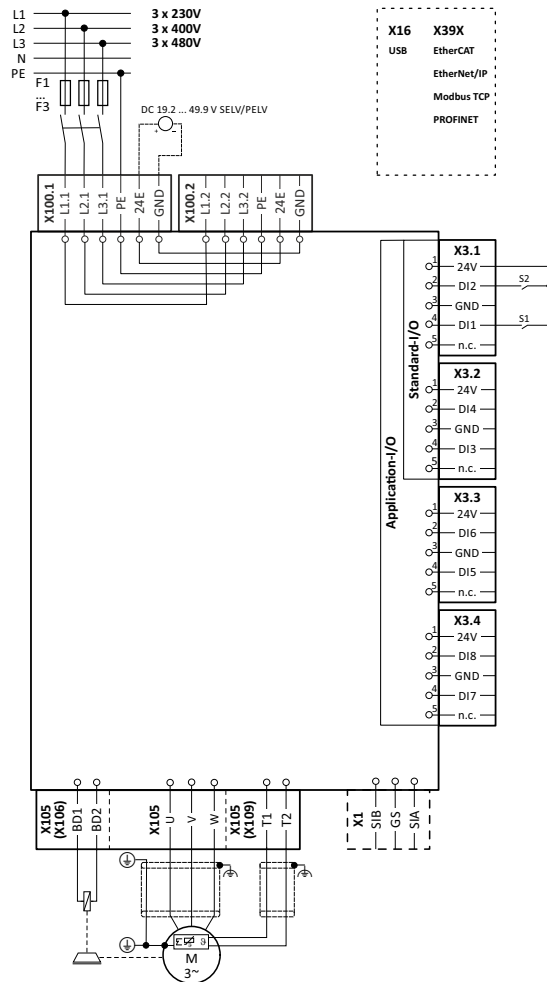 L1 3 x 230V
L2 3 x 400V
L3 3 x 480V
N
PE
F1
...
F3
DC 19.2 ... 49.9 V SELV/PELV
+ -
X16 X39X
USB EtherCAT
EtherNet/IP
Modbus TCP
PROFINET
X100.1
L1.1
L2.1
L3.1
PE
24E
GND
X100.2
L1.2
L2.2
L3.2
PE
24E
GND
Application-I/O
Standard-I/O
X3.1
1 24V
2 DI2 S2
3 GND
4 DI1 S1
5 n.c.
X3.2
1 24V
2 DI4
3 GND
4 DI3
5 n.c.
X3.3
1 24V
2 DI6
3 GND
4 DI5
5 n.c.
X3.4
1 24V
2 DI8
3 GND
4 DI7
5 n.c.
X105
(X106)
BD1
BD2
X105
U
V
W
X105
(X109)
T1
T2
X1
SIB
GS
SIA
M
3~